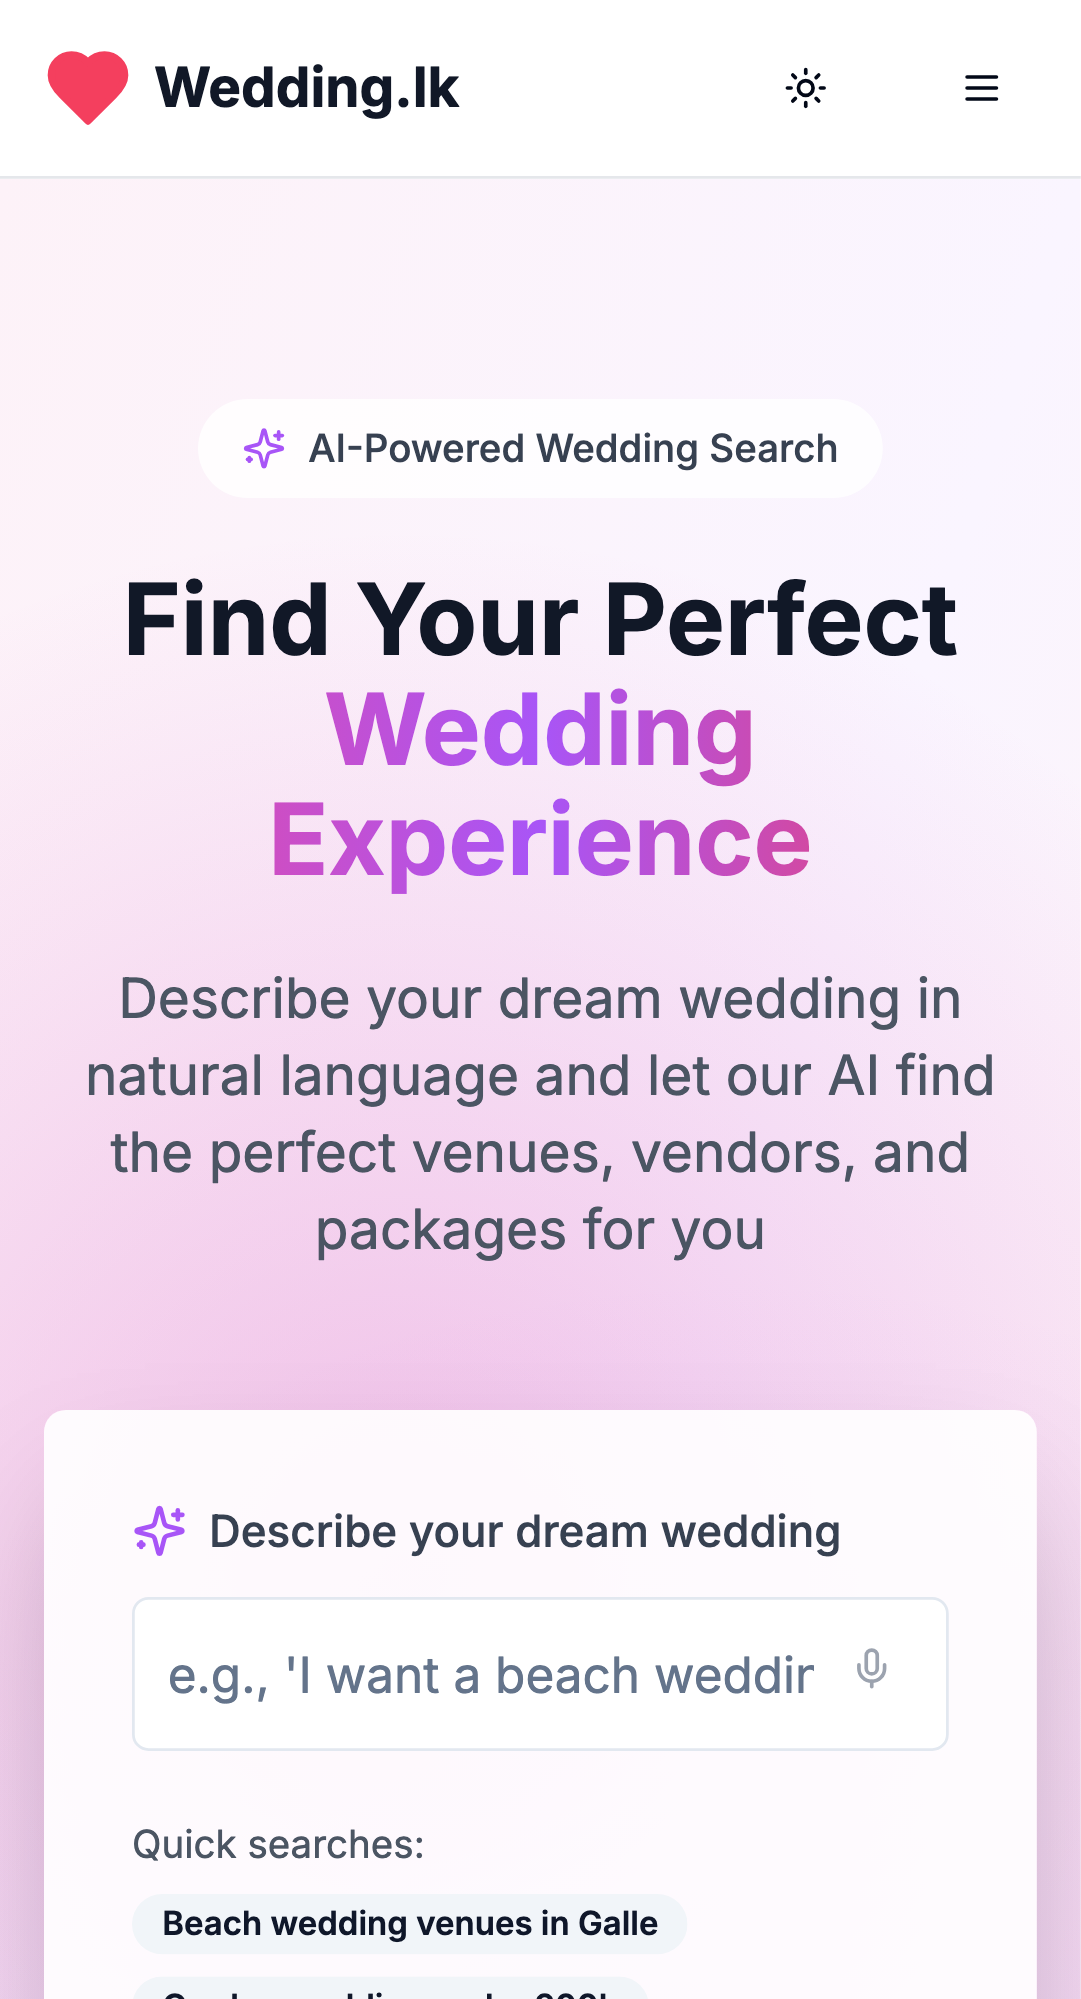 Wedding.lk
AI-Powered Wedding Search
Find Your Perfect
Wedding
Experience
Describe your dream wedding in
natural language and let our AI find
the perfect venues, vendors, and
packages for you
Describe your dream wedding
e.g., 'I want a beach weddin
Quick searches:
Beach wedding venues in Galle